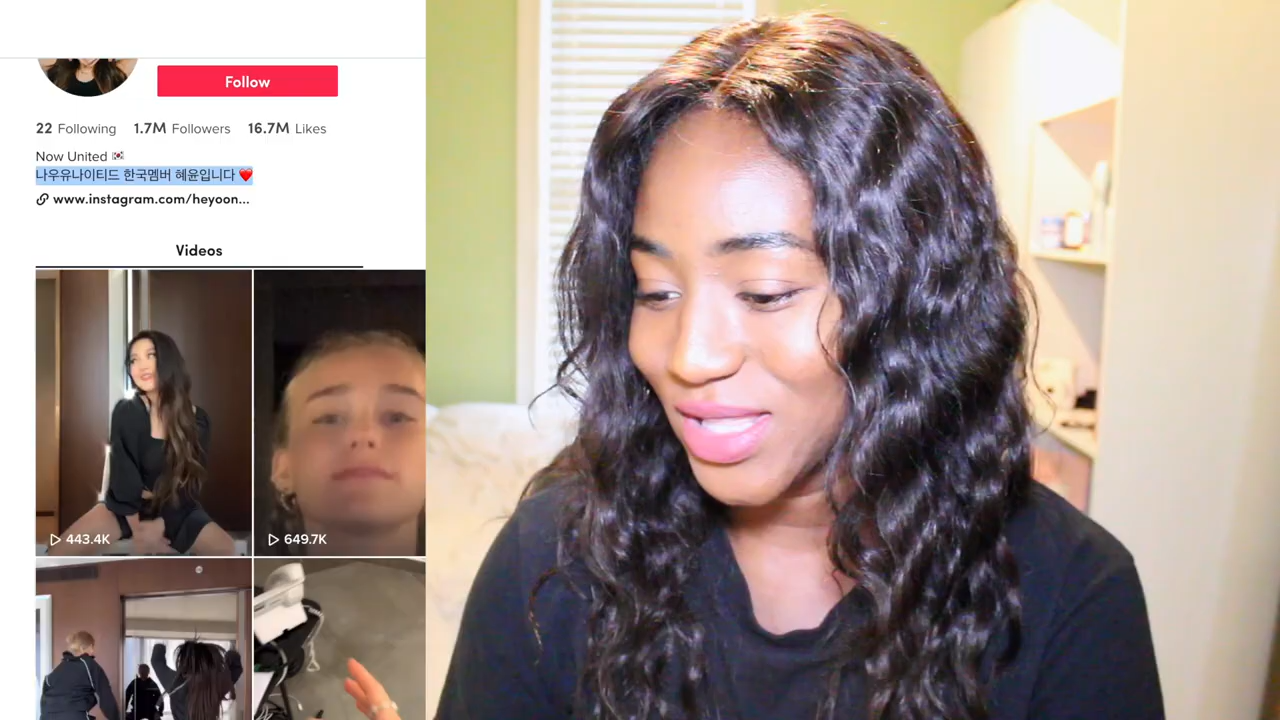 Follow
22 Following 1.7M Followers 16.7M Likes
Now United 🇰🇷
나우유나이티드 한국멤버 혜윤입니다 ❤️
www.instagram.com/heyoon...
Videos
443.4K
649.7K